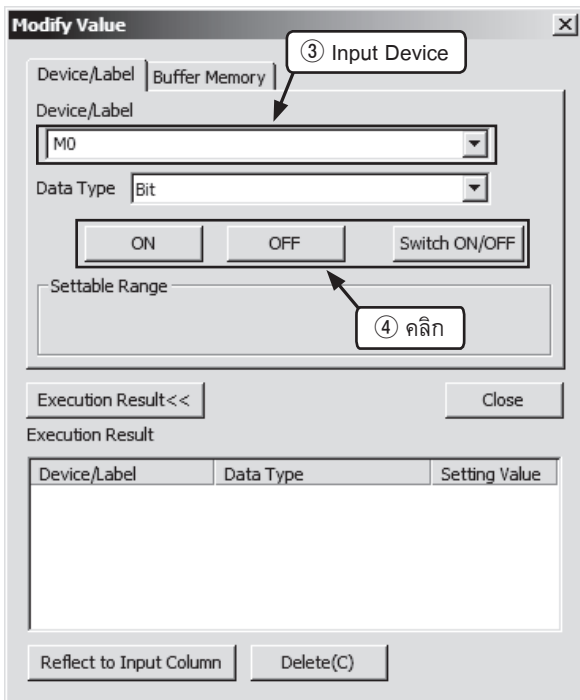 Modify Value
③ Input Device
Device/Label
Buffer Memory
Device/Label
M0
Data Type
Bit
ON
OFF
Switch ON/OFF
Settable Range
④ คลิก
Execution Result<<
Close
Execution Result
Device/Label
Data Type
Setting Value
Reflect to Input Column
Delete(C)